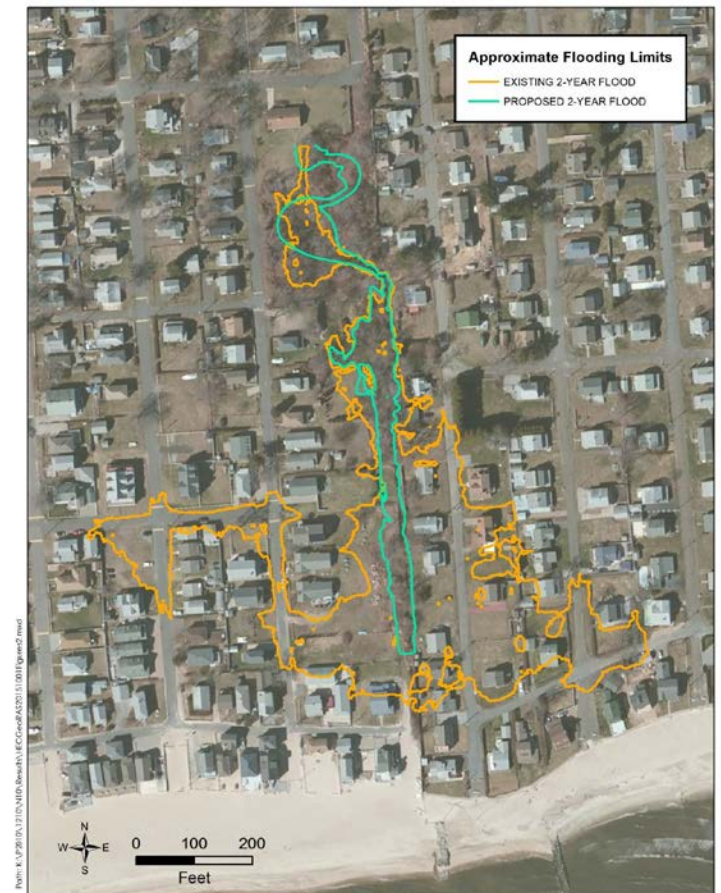 Approximate Flooding Limits
EXISTING 2-YEAR FLOOD
PROPOSED 2-YEAR FLOOD
N
W E
S
0 100 200
Feet